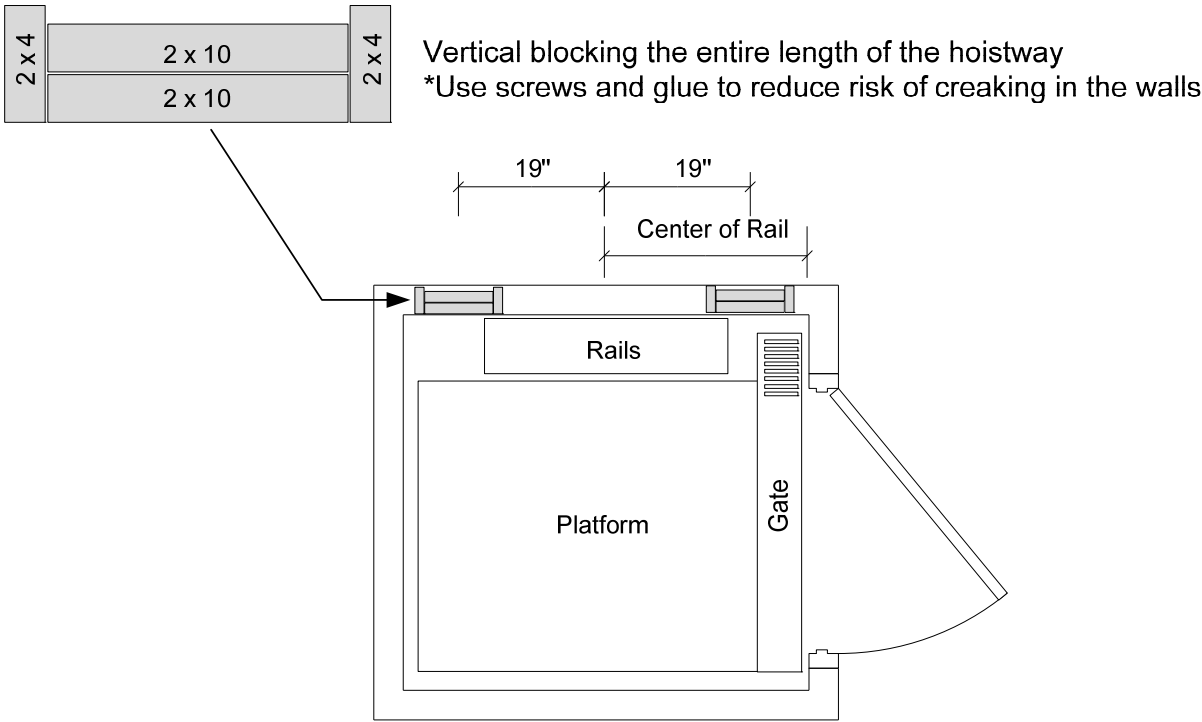 2 x 4
2 x 10
2 x 10
2 x 4
Vertical blocking the entire length of the hoistway
*Use screws and glue to reduce risk of creaking in the walls
19"
19"
Center of Rail
Rails
Platform
Gate